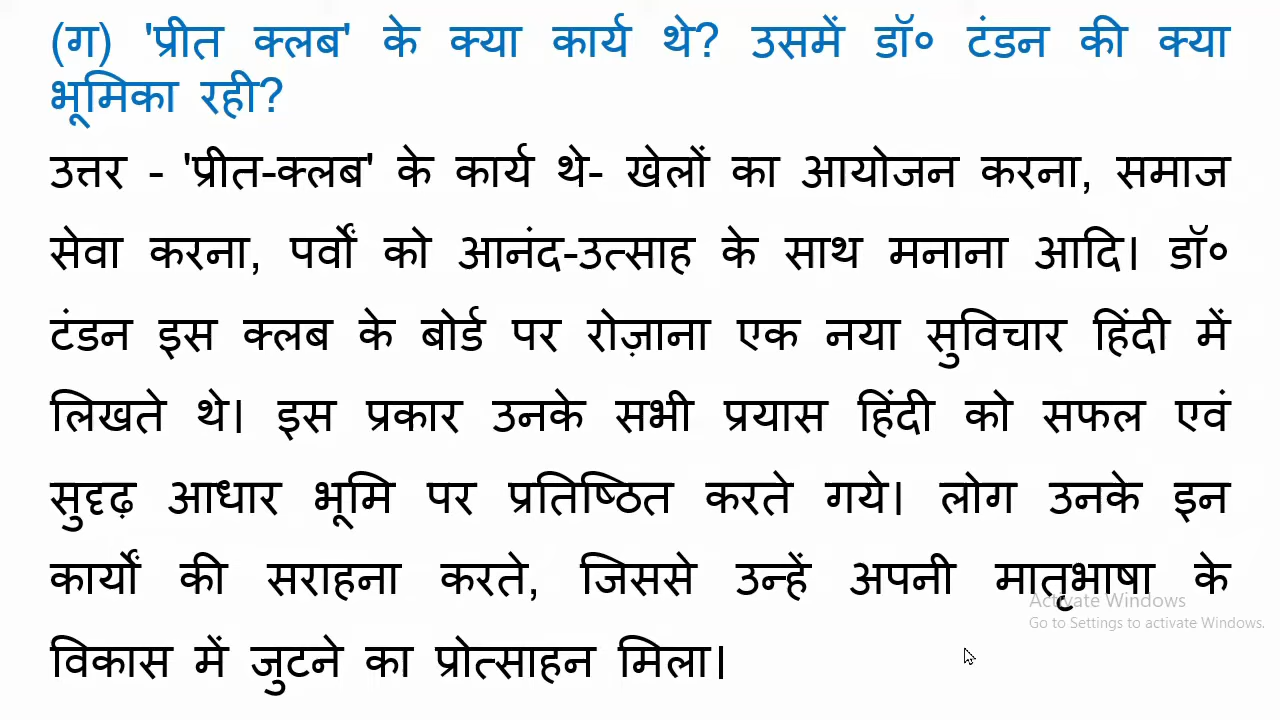 (ग) 'प्रीत क्लब' के क्या कार्य थे? उसमें डॉ० टंडन की क्या
भूमिका रही?
उत्तर - 'प्रीत-क्लब' के कार्य थे- खेलों का आयोजन करना, समाज
सेवा करना, पर्वों को आनंद-उत्साह के साथ मनाना आदि। डॉ०
टंडन इस क्लब के बोर्ड पर रोज़ाना एक नया सुविचार हिंदी में
लिखते थे। इस प्रकार उनके सभी प्रयास हिंदी को सफल एवं
सुदृढ़ आधार भूमि पर प्रतिष्ठित करते गये। लोग उनके इन
कार्यों की सराहना करते, जिससे उन्हें अपनी मातृभाषा के
विकास में जुटने का प्रोत्साहन मिला।
Activate Windows
Go to Settings to activate Windows.